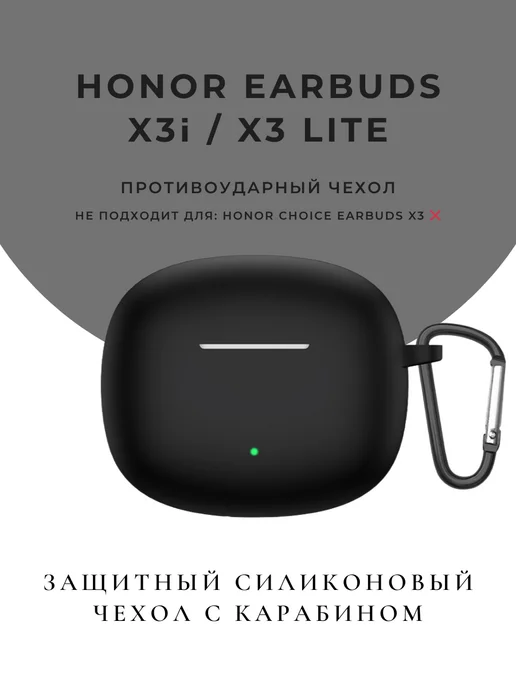 HONOR EARBUDS
X3i / X3 LITE
ПРОТИВОУДАРНЫЙ ЧЕХОЛ
НЕ ПОДХОДИТ ДЛЯ: HONOR CHOICE EARBUDS X3 ❌
ЗАЩИТНЫЙ СИЛИКОНОВЫЙ
ЧЕХОЛ С КАРАБИНОМ